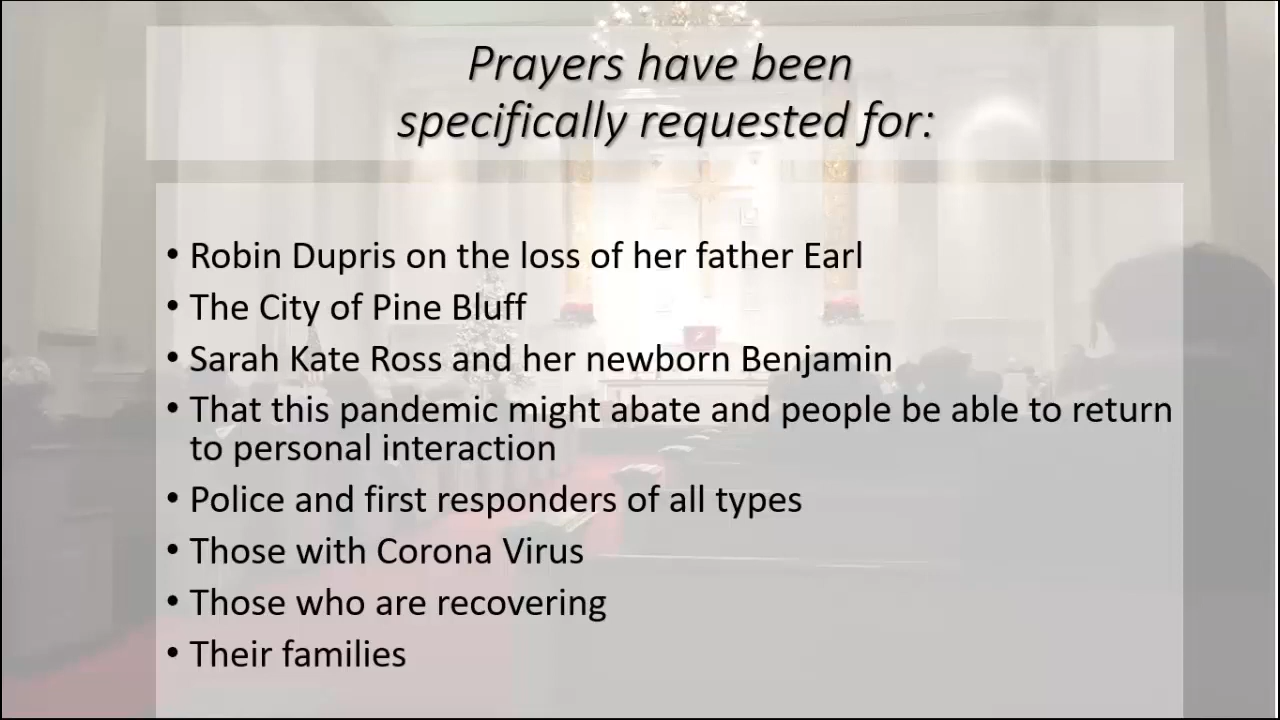 Prayers have been
specifically requested for:
• Robin Dupris on the loss of her father Earl
• The City of Pine Bluff
• Sarah Kate Ross and her newborn Benjamin
• That this pandemic might abate and people be able to return
to personal interaction
• Police and first responders of all types
• Those with Corona Virus
• Those who are recovering
• Their families